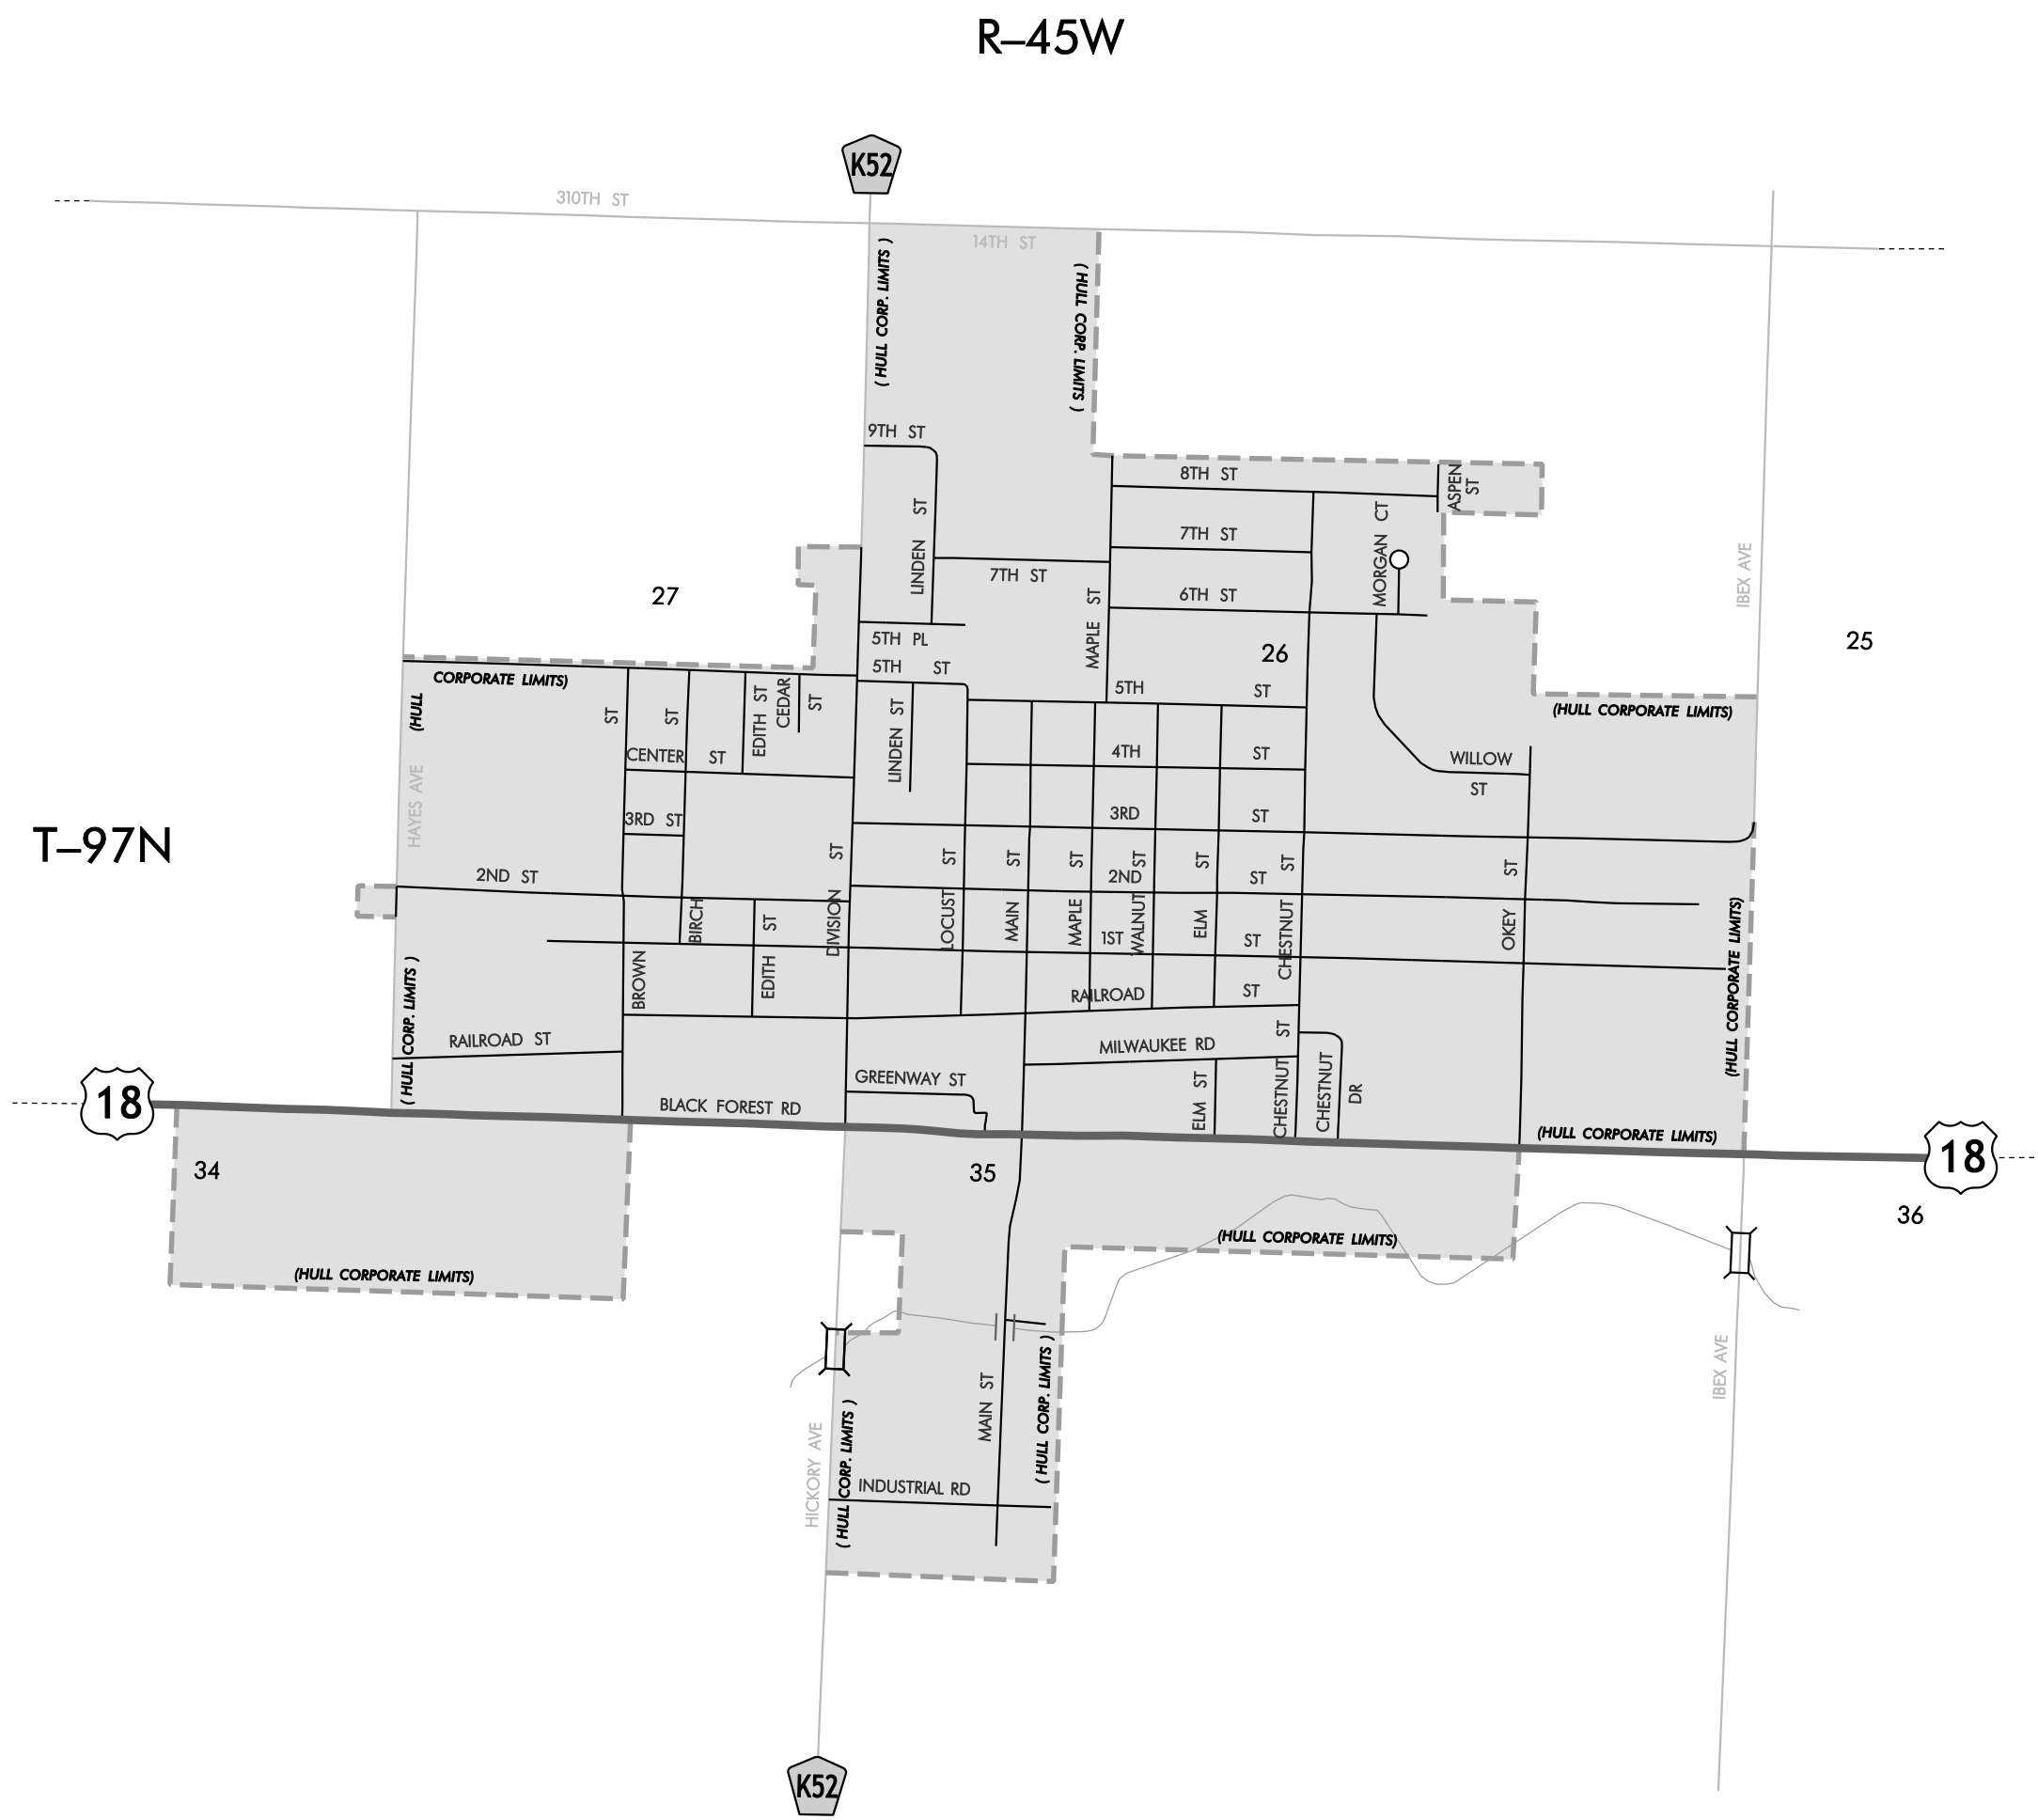 R–45W
K52
310TH ST
14TH ST
( HULL CORP. LIMITS )
( HULL CORP. LIMITS )
9TH ST
8TH ST
ASPEN
ST
LINDEN ST
7TH ST
MORGAN CT
7TH ST
IBEX AVE
27
6TH ST
MAPLE ST
5TH PL
26
25
5TH ST
CORPORATE LIMITS)
(HULL
5TH ST
(HULL CORPORATE LIMITS)
ST
ST
EDITH ST
CEDAR
ST
LINDEN ST
CENTER ST
4TH ST
WILLOW
ST
HAYES AVE
3RD ST
3RD ST
T–97N
2ND ST
2ND ST
BROWN
BIRCH
EDITH ST
DIVISION ST
LOCUST ST
MAIN ST
MAPLE ST
WALNUT ST
ELM ST
CHESTNUT ST
OKEY ST
1ST ST
(HULL CORPORATE LIMITS)
( HULL CORP. LIMITS )
RAILROAD ST
RAILROAD ST
MILWAUKEE RD
GREENWAY ST
ELM ST
CHESTNUT ST
CHESTNUT
DR
18
BLACK FOREST RD
(HULL CORPORATE LIMITS)
18
34
35
36
(HULL CORPORATE LIMITS)
(HULL CORPORATE LIMITS)
HICKORY AVE
( HULL CORP. LIMITS )
MAIN ST
( HULL CORP. LIMITS )
IBEX AVE
INDUSTRIAL RD
K52